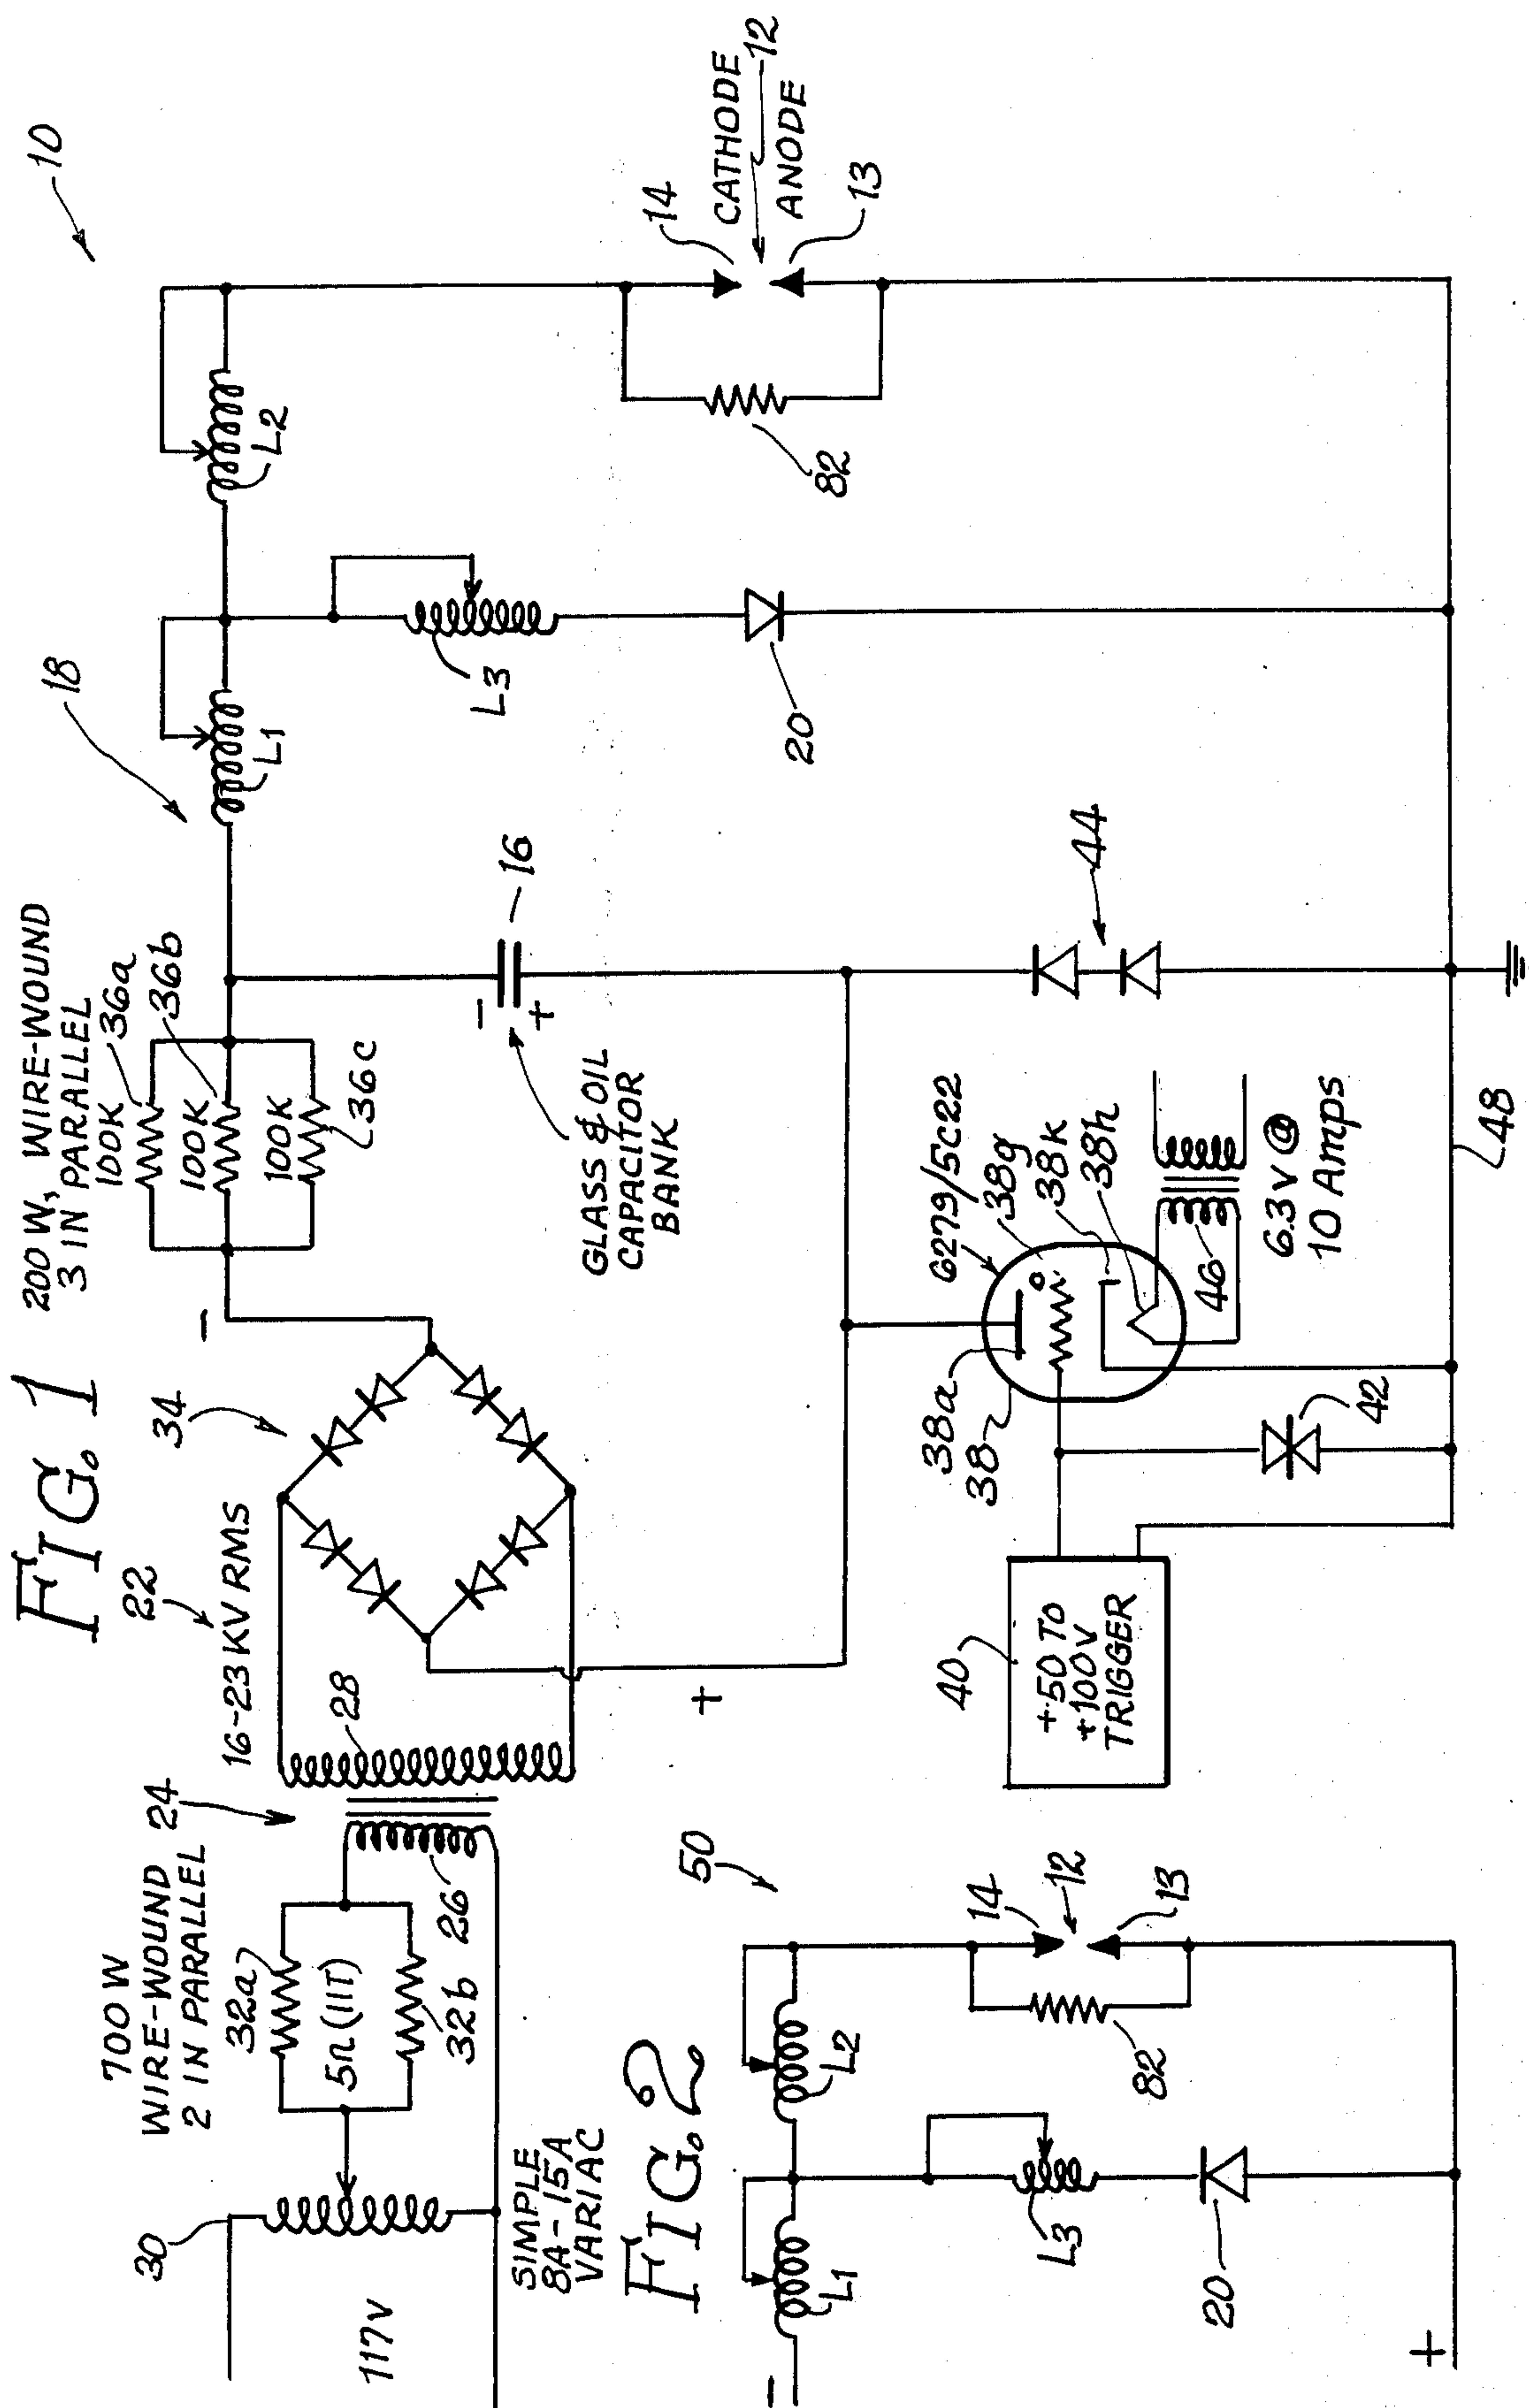 FIG. 1
10
117V
30
SIMPLE
8A-15A
VARIAC
700 W
WIRE-WOUND
2 IN PARALLEL
32a
5Ω (11T)
32b
24
26
28
22
16-23 KV RMS
34
-
+
200 W, WIRE-WOUND
3 IN PARALLEL
100K
36a
100K
36b
100K
36c
GLASS & OIL
CAPACITOR
BANK
-
+
16
18
L1
L2
L3
20
82
14
CATHODE
12
ANODE
13
44
6279/5C22
38g
38k
38h
38a
38
46
6.3V @
10 Amps
42
48
40
+50 TO
+100V
TRIGGER
FIG. 2
50
-
L1
L2
L3
20
82
14
12
13
+